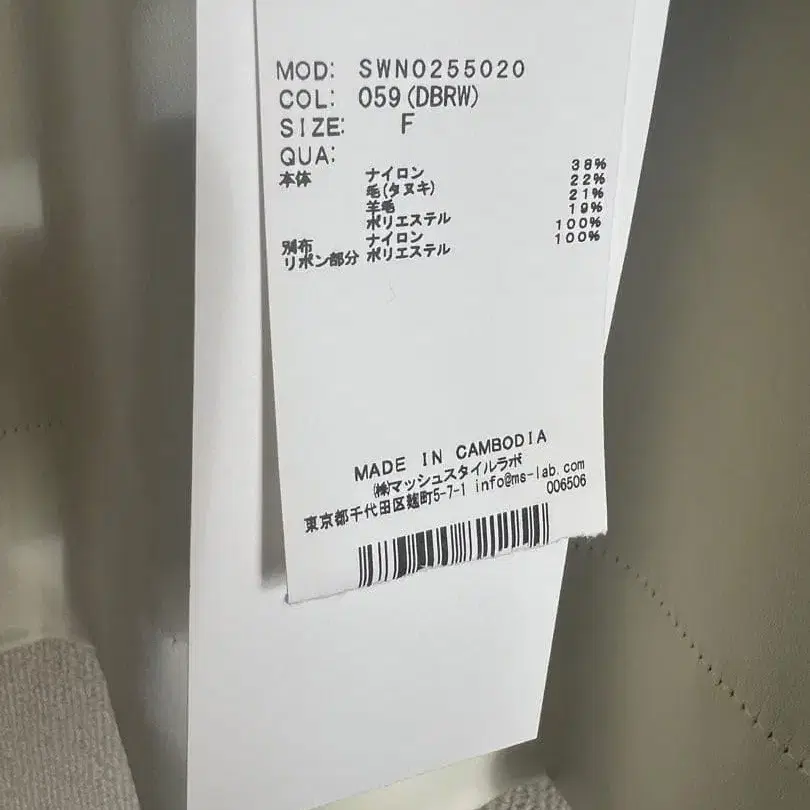 MOD: SWN0255020
COL: 059(DBRW)
SIZE: F
QUA:
本体 ナイロン 38%
毛(タヌキ) 22%
羊毛 21%
ポリエステル 19%
別布 ナイロン 100%
リボン部分 ポリエステル 100%
MADE IN CAMBODIA
㈱マッシュスタイルラボ
東京都千代田区麹町5-7-1 info@ms-lab.com
006506